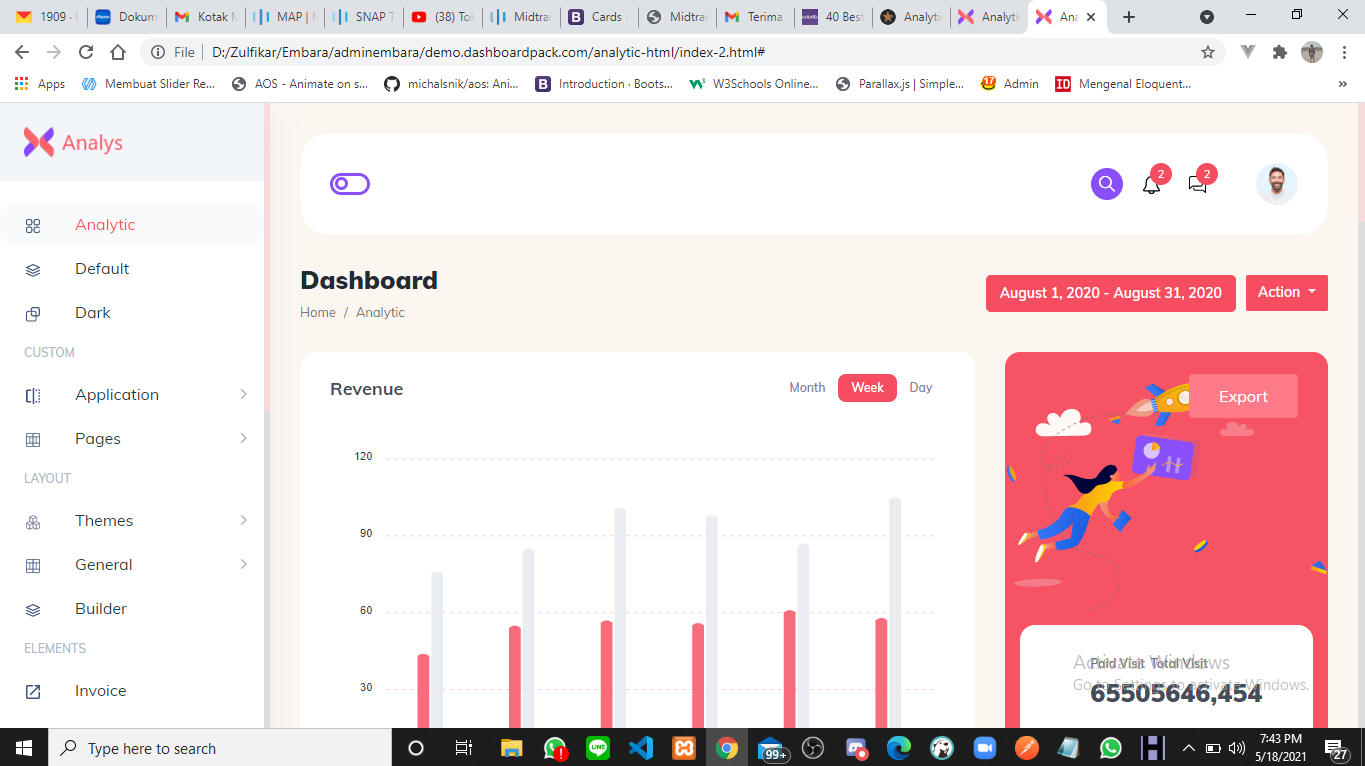 1909 -
Dokum
Kotak M
MAP | M
SNAP T
(38) Tol
Midtran
Cards ·
Midtran
Terima
40 Best
Analyti
Analyti
Ana
File
D:/Zulfikar/Embara/adminembara/demo.dashboardpack.com/analytic-html/index-2.html#
Apps
Membuat Slider Re...
AOS - Animate on s...
michalsnik/aos: Ani...
Introduction · Boots...
W3Schools Online...
Parallax.js | Simple...
17
Admin
ID
Mengenal Eloquent...
»
Analys
2
2
Analytic
Default
Dark
CUSTOM
Application
Pages
LAYOUT
Themes
General
Builder
ELEMENTS
Invoice
Dashboard
Home / Analytic
August 1, 2020 - August 31, 2020
Action
Revenue
Month
Week
Day
120
90
60
30
Export
Activate Windows
Paid Visit Total Visit
Go to Settings to activate Windows.
65505646,454
Type here to search
99+
7:43 PM
5/18/2021
27